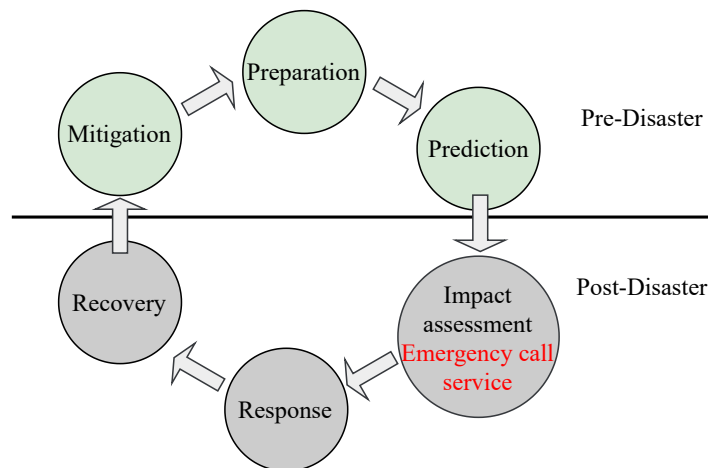 Preparation
Mitigation
Pre-Disaster
Prediction
Recovery
Post-Disaster
Impact
assessment
Emergency call
service
Response